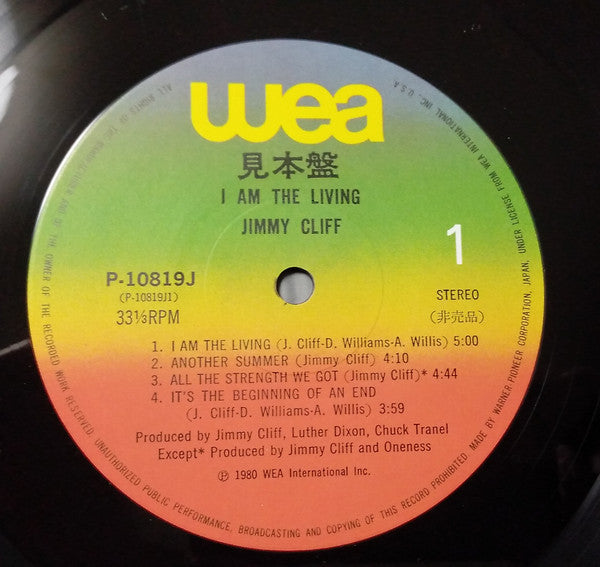 wea
見本盤
I AM THE LIVING
JIMMY CLIFF
1
P-10819J
(P-10819J1)
33⅓RPM
STEREO
(非売品)
1. I AM THE LIVING (J. Cliff-D. Williams-A. Willis) 5:00
2. ANOTHER SUMMER (Jimmy Cliff) 4:10
3. ALL THE STRENGTH WE GOT (Jimmy Cliff)* 4:44
4. IT'S THE BEGINNING OF AN END
(J. Cliff-D. Williams-A. Willis) 3:59
Produced by Jimmy Cliff, Luther Dixon, Chuck Tranel
Except* Produced by Jimmy Cliff and Oneness
Ⓟ 1980 WEA International Inc.
ALL RIGHTS OF THE MANUFACTURER AND OF THE OWNER OF THE RECORDED WORK RESERVED. UNAUTHORIZED PUBLIC PERFORMANCE, BROADCASTING AND COPYING OF THIS RECORD PROHIBITED. MADE BY WARNER-PIONEER CORPORATION, JAPAN, UNDER LICENSE FROM WEA INTERNATIONAL INC. U.S.A